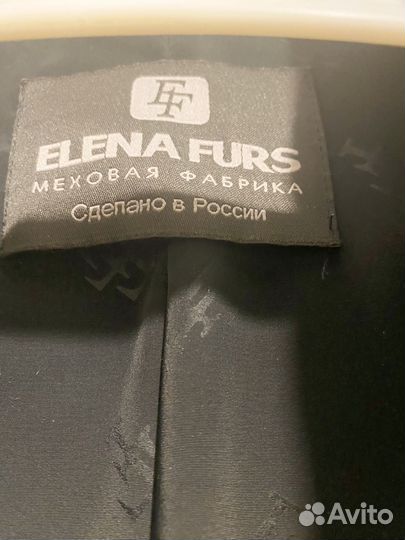 EF
ELENA FURS
МЕХОВАЯ ФАБРИКА
Сделано в России
Avito